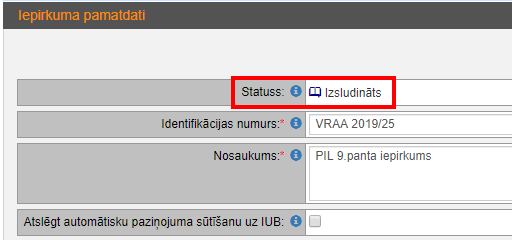 Iepirkuma pamatdati
Statuss: Izsludināts
Identifikācijas numurs:* VRAA 2019/25
Nosaukums:* PIL 9.panta iepirkums
Atslēgt automātisku paziņojuma sūtīšanu uz IUB: